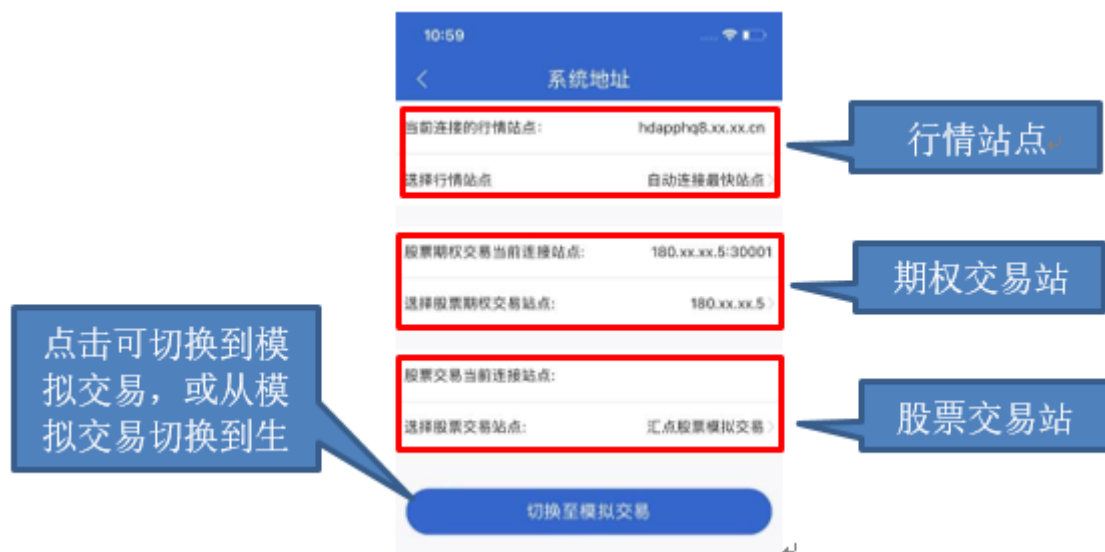 10:59
系统地址
当前连接的行情站点: hdapphq8.xx.xx.cn
选择行情站点 自动连接最快站点
行情站点
股票期权交易当前连接站点: 180.xx.xx.5:30001
选择股票期权交易站点: 180.xx.xx.5
期权交易站
股票交易当前连接站点:
选择股票交易站点: 汇点股票模拟交易
股票交易站
点击可切换到模
拟交易，或从模
拟交易切换到生
切换至模拟交易